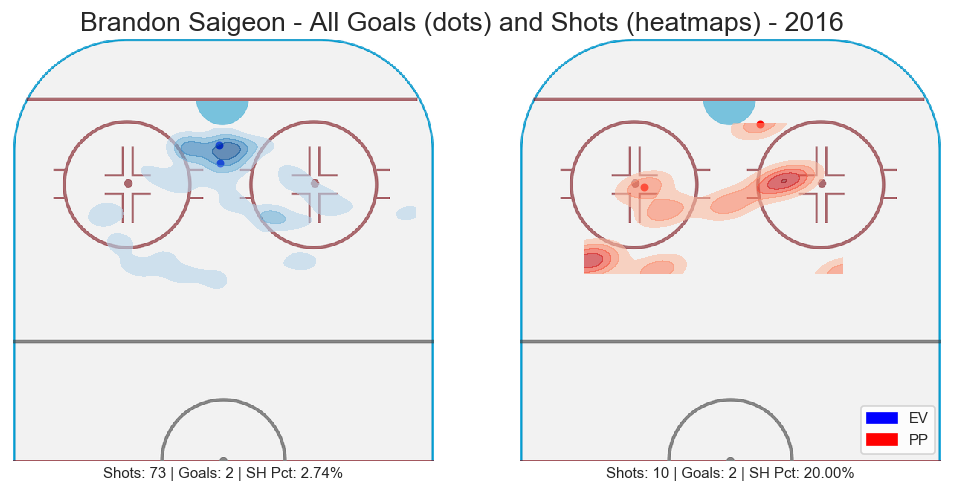 Brandon Saigeon - All Goals (dots) and Shots (heatmaps) - 2016
EV
PP
Shots: 73 | Goals: 2 | SH Pct: 2.74%
Shots: 10 | Goals: 2 | SH Pct: 20.00%